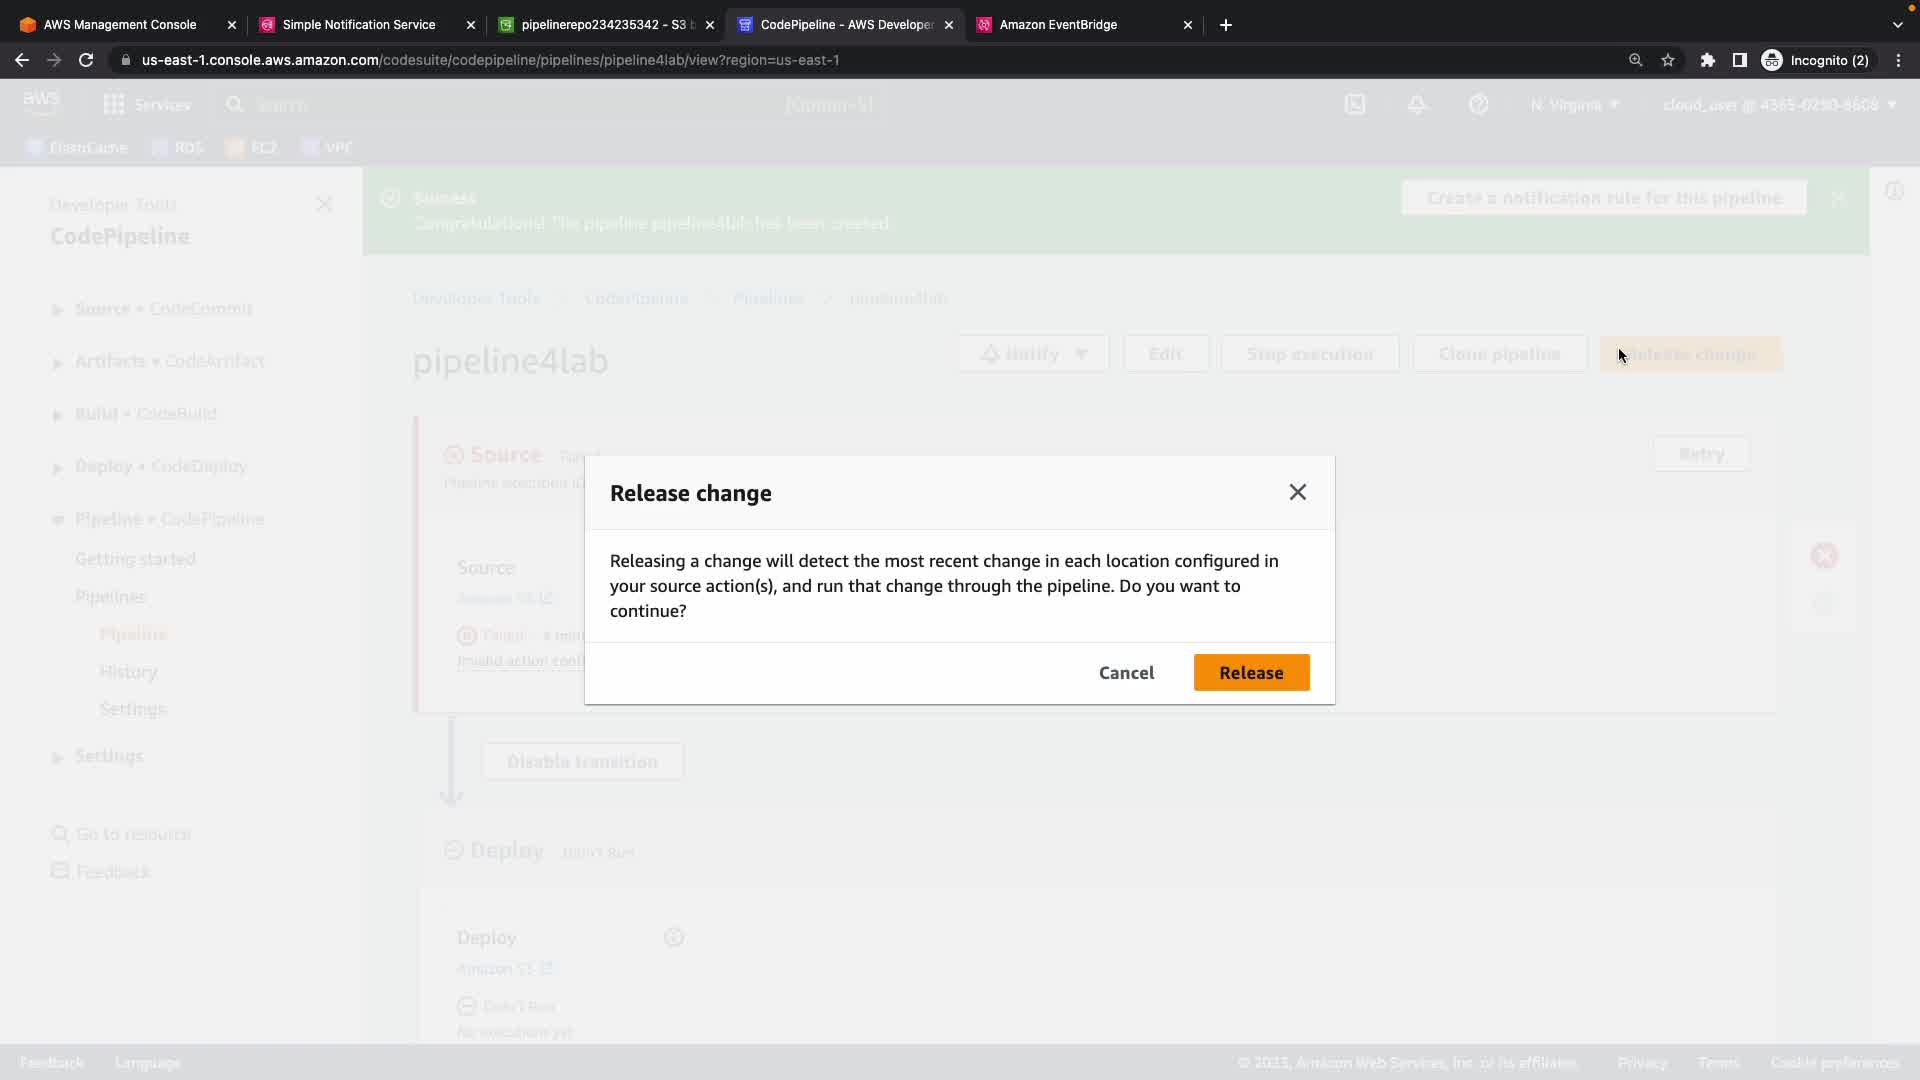 AWS Management Console
Simple Notification Service
pipelinerepo234235342 - S3 b
CodePipeline - AWS Developer
Amazon EventBridge
us-east-1.console.aws.amazon.com/codesuite/codepipeline/pipelines/pipeline4lab/view?region=us-east-1
Incognito (2)
aws
Services
Search
[Option+S]
N. Virginia
cloud_user @
ElastiCache
RDS
EC2
VPC
Developer Tools
CodePipeline
Source • CodeCommit
Artifacts • CodeArtifact
Build • CodeBuild
Deploy • CodeDeploy
Pipeline • CodePipeline
Getting started
Pipelines
Pipeline
History
Settings
Settings
Go to resource
Feedback
Success
Congratulations! The pipeline pipeline4lab has been created.
Create a notification rule for this pipeline
Developer Tools
CodePipeline
Pipelines
pipeline4lab
pipeline4lab
Notify
Edit
Stop execution
Clone pipeline
Release change
Source
Pipeline execution ID
Retry
Source
Amazon S3
Failed
Invalid action
Release change
Releasing a change will detect the most recent change in each location configured in
your source action(s), and run that change through the pipeline. Do you want to
continue?
Cancel
Release
Disable transition
Deploy Didn't Run
Deploy
Amazon S3
Didn't Run
No executions yet
Feedback
Language
© 2023, Amazon Web Services, Inc. or its affiliates.
Privacy
Terms
Cookie preferences